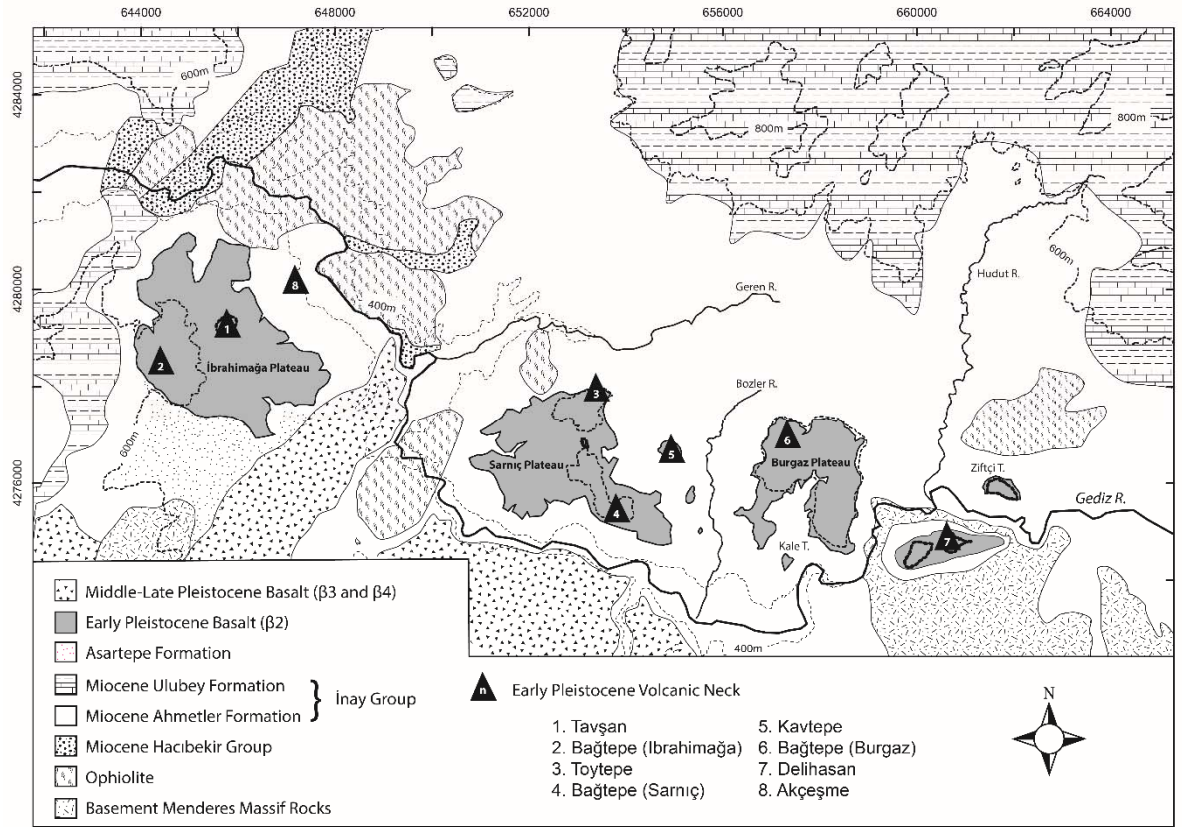 644000
648000
652000
656000
660000
664000
4284000
4280000
4276000
600m
800m
800m
600m
Hudut R.
Geren R.
400m
8
1
2
İbrahimağa Plateau
600m
Bozler R.
3
5
6
Sarnıç Plateau
Burgaz Plateau
4
Ziftçi T.
Gediz R.
7
Kale T.
400m
Middle-Late Pleistocene Basalt (β3 and β4)
Early Pleistocene Basalt (β2)
Asartepe Formation
Miocene Ulubey Formation
Miocene Ahmetler Formation
İnay Group
Miocene Hacıbekir Group
Ophiolite
Basement Menderes Massif Rocks
n Early Pleistocene Volcanic Neck
1. Tavşan
2. Bağtepe (Ibrahimağa)
3. Toytepe
4. Bağtepe (Sarnıç)
5. Kavtepe
6. Bağtepe (Burgaz)
7. Delihasan
8. Akçeşme
N